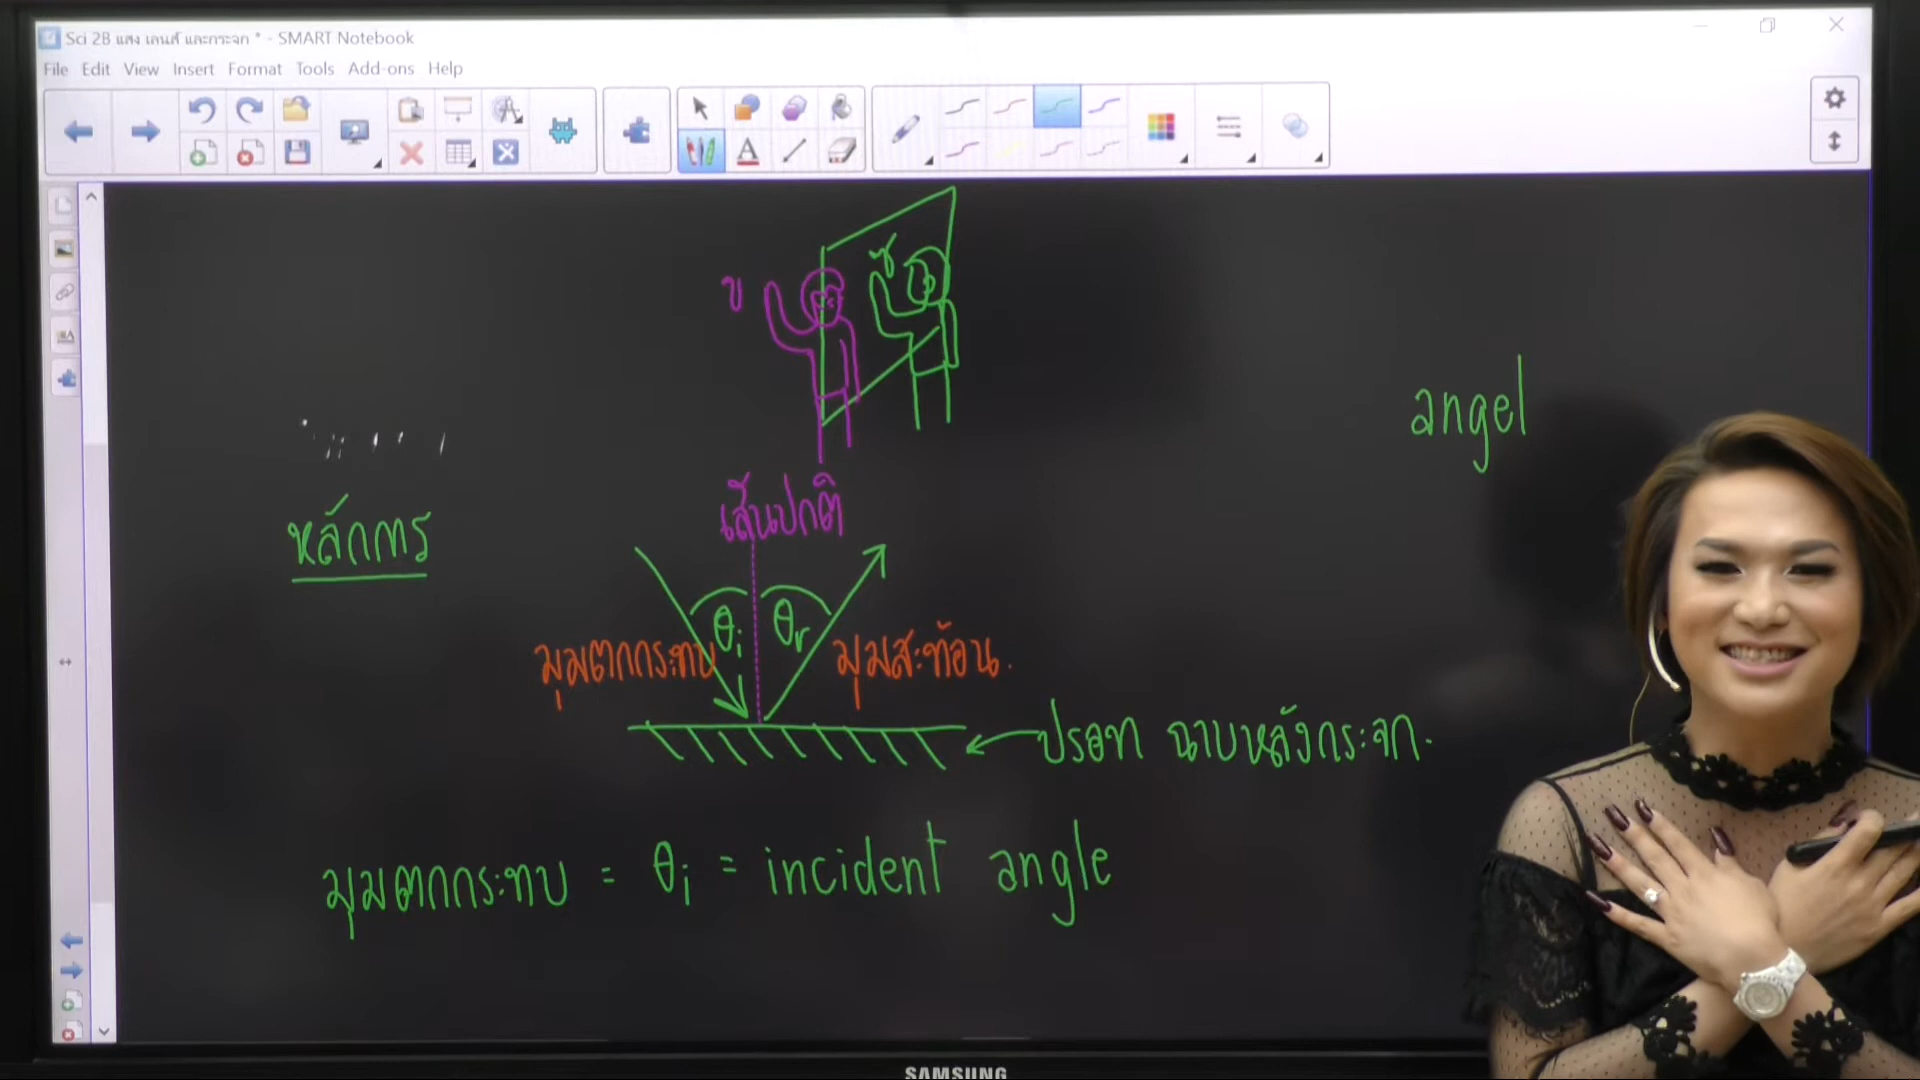 Sci 2B แสง เลนส์ และกระจก * - SMART Notebook
File Edit View Insert Format Tools Add-ons Help
ข
ซ
angel
เส้นปกติ
หลักการ
θi θr
มุมตกกระทบ มุมสะท้อน.
ปรอท ฉาบหลังกระจก.
มุมตกกระทบ = θi = incident angle
SAMSUNG